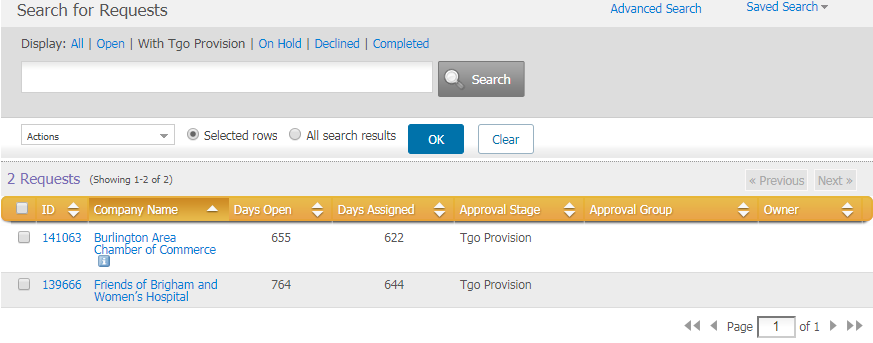 Search for Requests
Advanced Search
Saved Search
Display: All | Open | With Tgo Provision | On Hold | Declined | Completed
Search
Actions
Selected rows
All search results
OK
Clear
2 Requests (Showing 1-2 of 2)
« Previous
Next »
ID Company Name Days Open Days Assigned Approval Stage Approval Group Owner
141063 Burlington Area 655 622 Tgo Provision
Chamber of Commerce
i
139666 Friends of Brigham and 764 644 Tgo Provision
Women's Hospital
Page 1 of 1